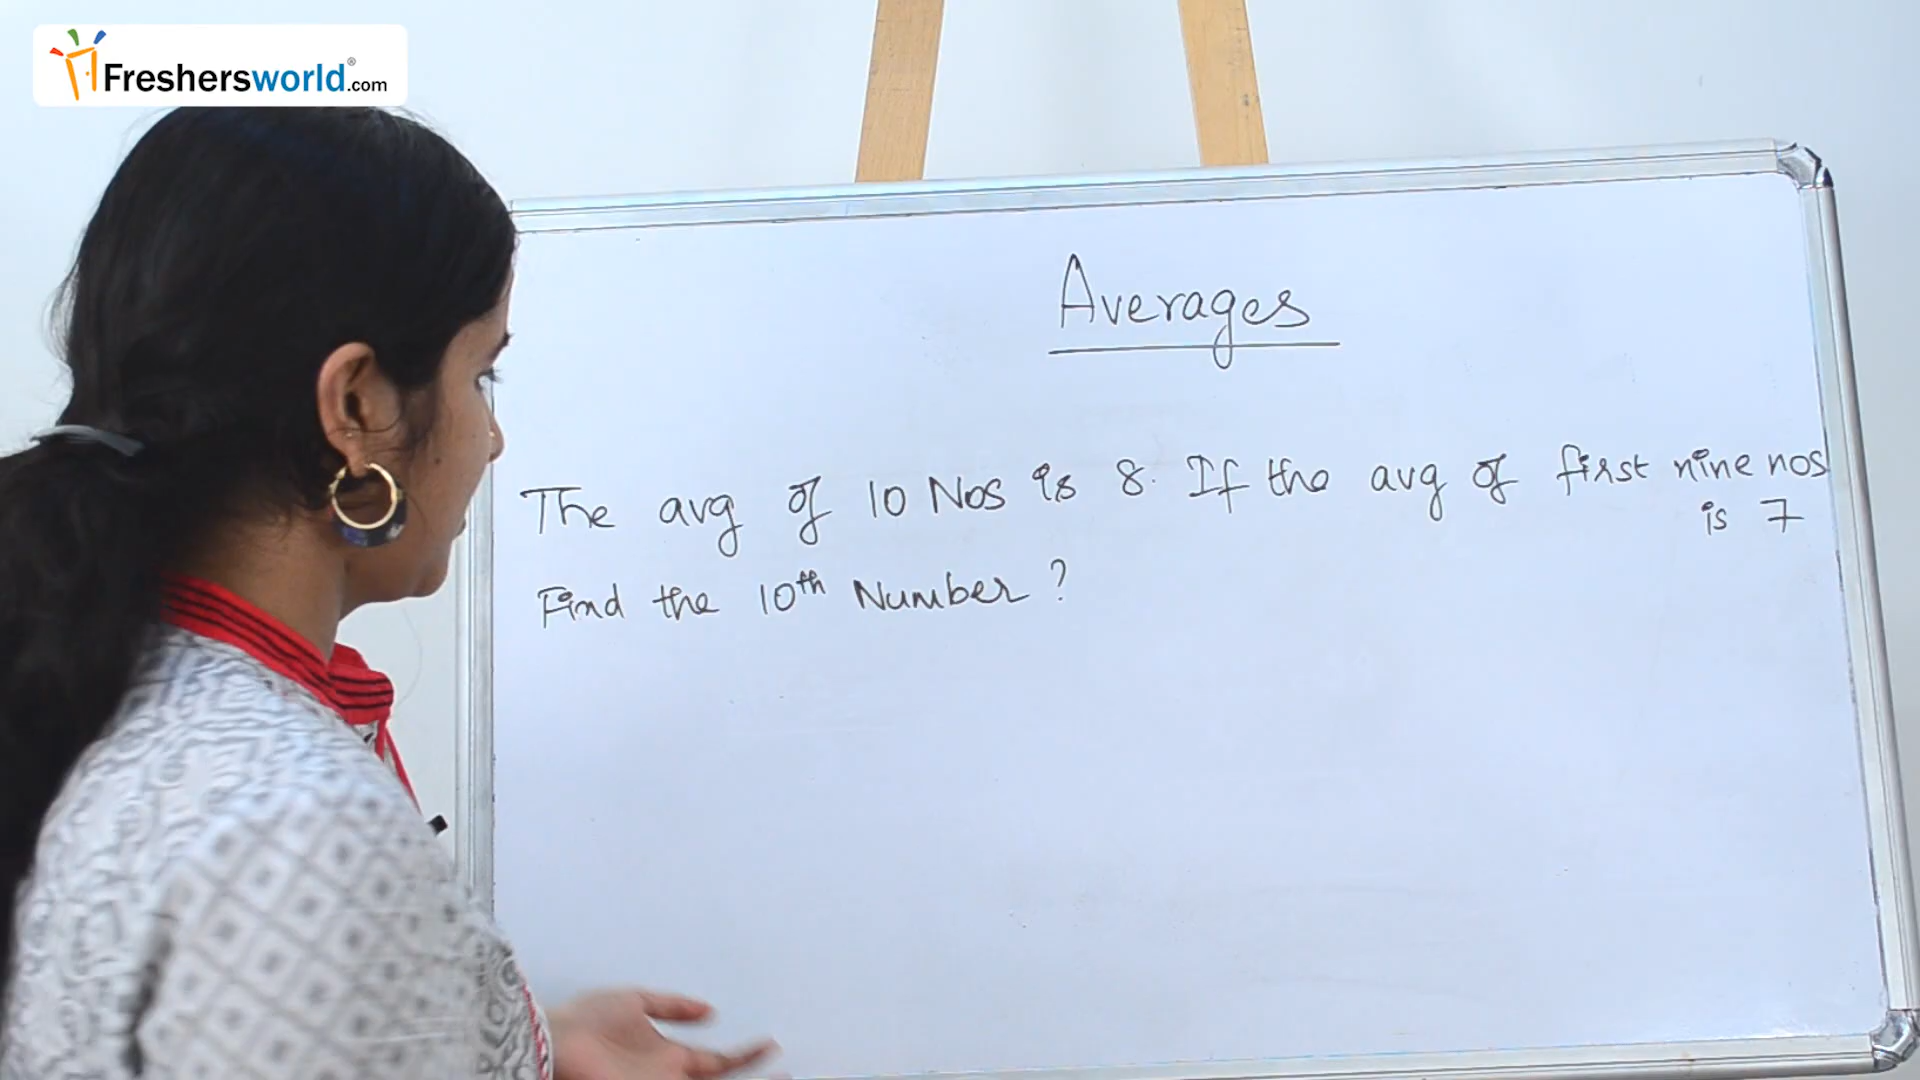 Freshersworld®.com
Averages
The avg of 10 Nos is 8. If the avg of first nine nos
is 7
Find the 10th Number ?